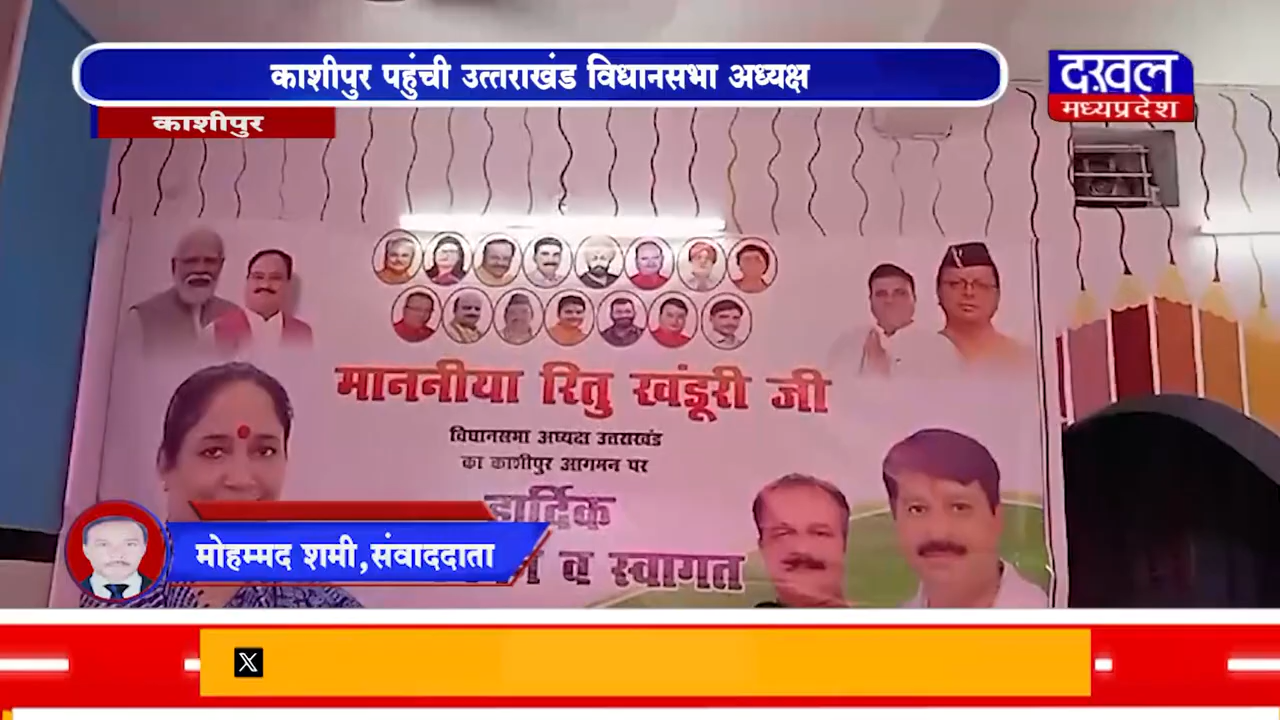 काशीपुर पहुंची उत्तराखंड विधानसभा अध्यक्ष
दख़ल
मध्यप्रदेश
काशीपुर
माननीया रितु खंडूरी जी
विधानसभा अध्यक्ष उत्तराखंड
का काशीपुर आगमन पर
हार्दिक
व स्वागत
मोहम्मद शमी,संवाददाता
X